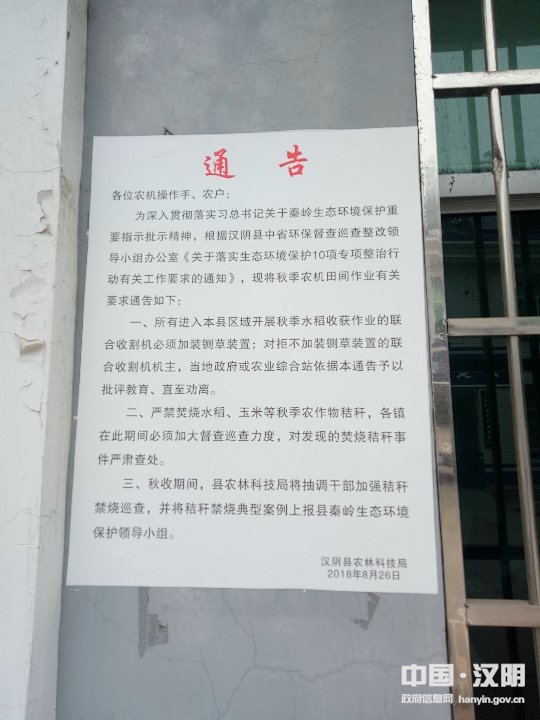 通 告
各位农机操作手、农户：
为深入贯彻落实习总书记关于秦岭生态环境保护重
要指示批示精神，根据汉阴县中省环保督查巡查整改领
导小组办公室《关于落实生态环境保护10项专项整治行
动有关工作要求的通知》，现将秋季农机田间作业有关
要求通告如下：
一、所有进入本县区域开展秋季水稻收获作业的联
合收割机必须加装铡草装置；对拒不加装铡草装置的联
合收割机机主，当地政府或农业综合站依据本通告予以
批评教育、直至劝离。
二、严禁焚烧水稻、玉米等秋季农作物秸秆，各镇
在此期间必须加大督查巡查力度，对发现的焚烧秸秆事
件严肃查处。
三、秋收期间，县农林科技局将抽调干部加强秸秆
禁烧巡查，并将秸秆禁烧典型案例上报县秦岭生态环境
保护领导小组。
汉阴县农林科技局
2018年8月26日
中国·汉阴
政府信息网 hanyin.gov.cn